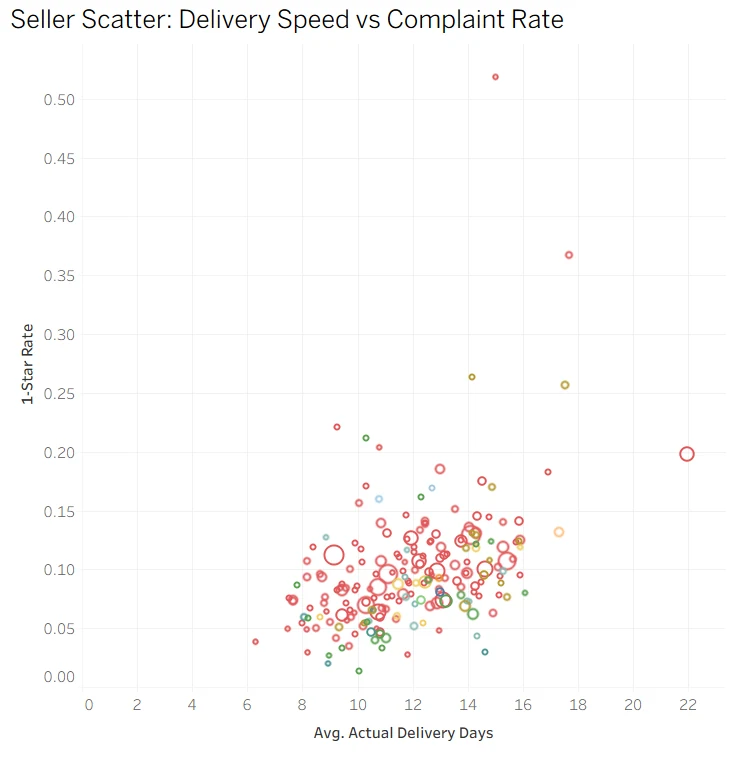 Seller Scatter: Delivery Speed vs Complaint Rate
0.50
0.45
0.40
0.35
0.30
0.25
0.20
0.15
0.10
0.05
0.00
1-Star Rate
0 2 4 6 8 10 12 14 16 18 20 22
Avg. Actual Delivery Days